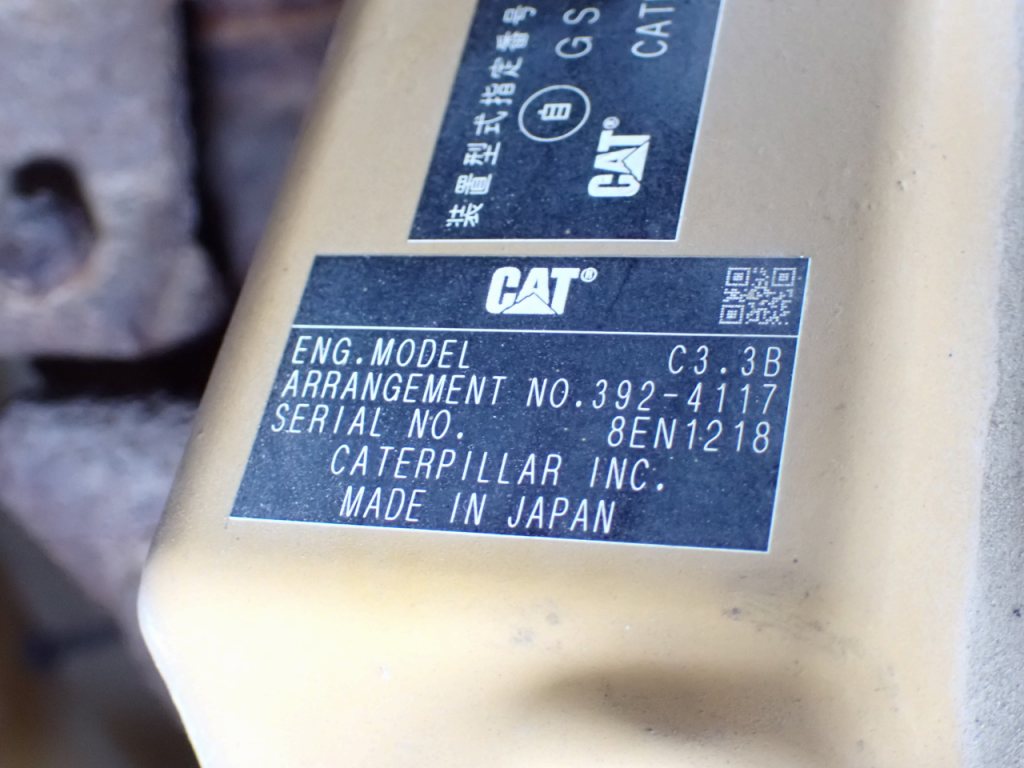 装置型式指定番号
自 GS
CAT
CAT®
CAT®
ENG.MODEL C3.3B
ARRANGEMENT NO.392-4117
SERIAL NO. 8EN1218
CATERPILLAR INC.
MADE IN JAPAN